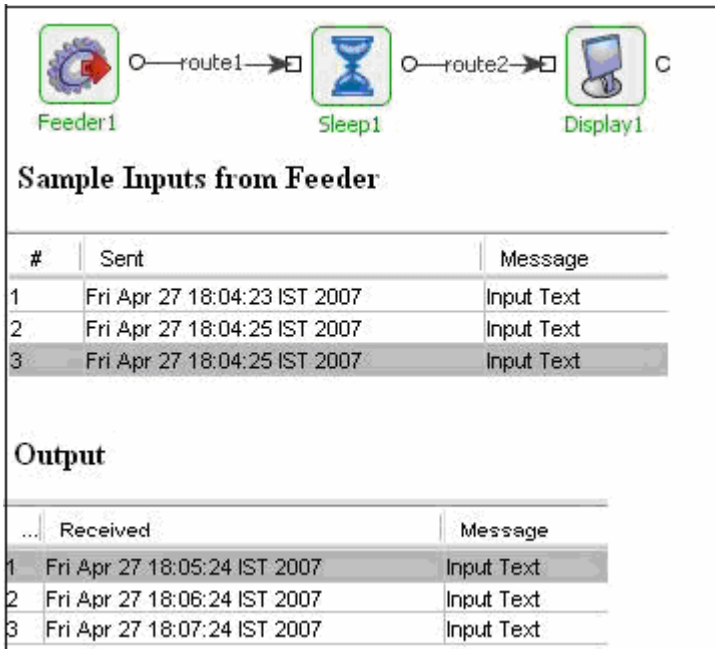 route1 route2
Feeder1 Sleep1 Display1
Sample Inputs from Feeder
# Sent Message
1 Fri Apr 27 18:04:23 IST 2007 Input Text
2 Fri Apr 27 18:04:25 IST 2007 Input Text
3 Fri Apr 27 18:04:25 IST 2007 Input Text
Output
... Received Message
1 Fri Apr 27 18:05:24 IST 2007 Input Text
2 Fri Apr 27 18:06:24 IST 2007 Input Text
3 Fri Apr 27 18:07:24 IST 2007 Input Text